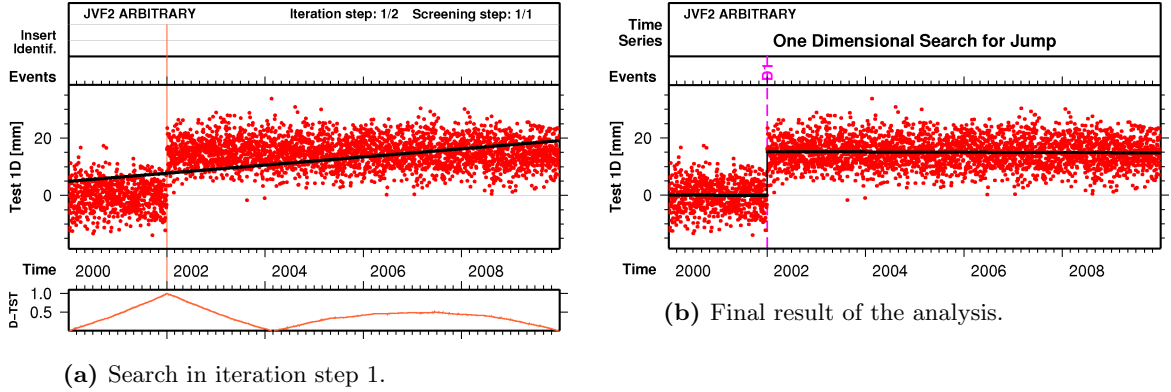 JVF2 ARBITRARY Iteration step: 1/2 Screening step: 1/1
Insert
Identif.
Events
Test 1D [mm]
20
0
Time 2000 2002 2004 2006 2008
D-TST
1.0
0.5
(a) Search in iteration step 1.
JVF2 ARBITRARY
Time
Series
One Dimensional Search for Jump
Events
D1
Test 1D [mm]
20
0
Time 2000 2002 2004 2006 2008
(b) Final result of the analysis.